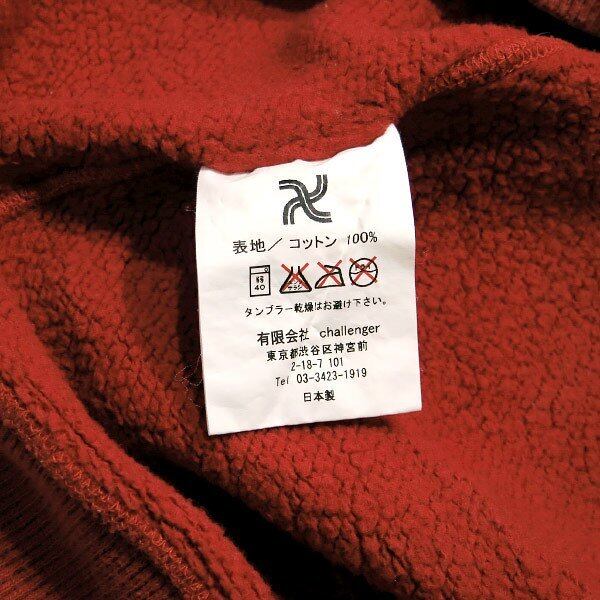 表地／コットン 100%
弱 40
タンブラー乾燥はお避け下さい。
有限会社 challenger
東京都渋谷区神宮前
2-18-7 101
Tel 03-3423-1919
日本製